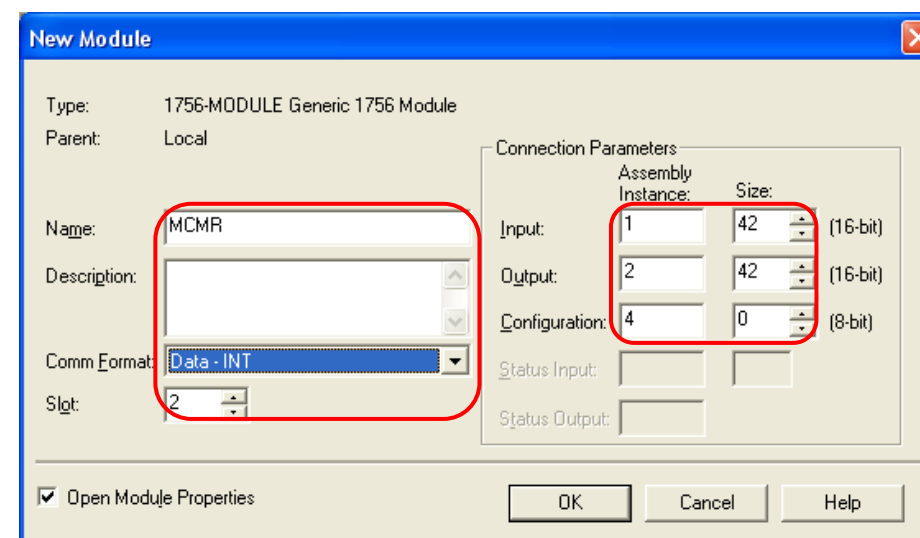 New Module
Type: 1756-MODULE Generic 1756 Module
Parent: Local
Connection Parameters
Assembly
Instance: Size:
Name: MCMR
Input: 1 42 (16-bit)
Description:
Output: 2 42 (16-bit)
Configuration: 4 0 (8-bit)
Comm Format: Data - INT
Status Input:
Slot: 2
Status Output:
Open Module Properties
OK Cancel Help